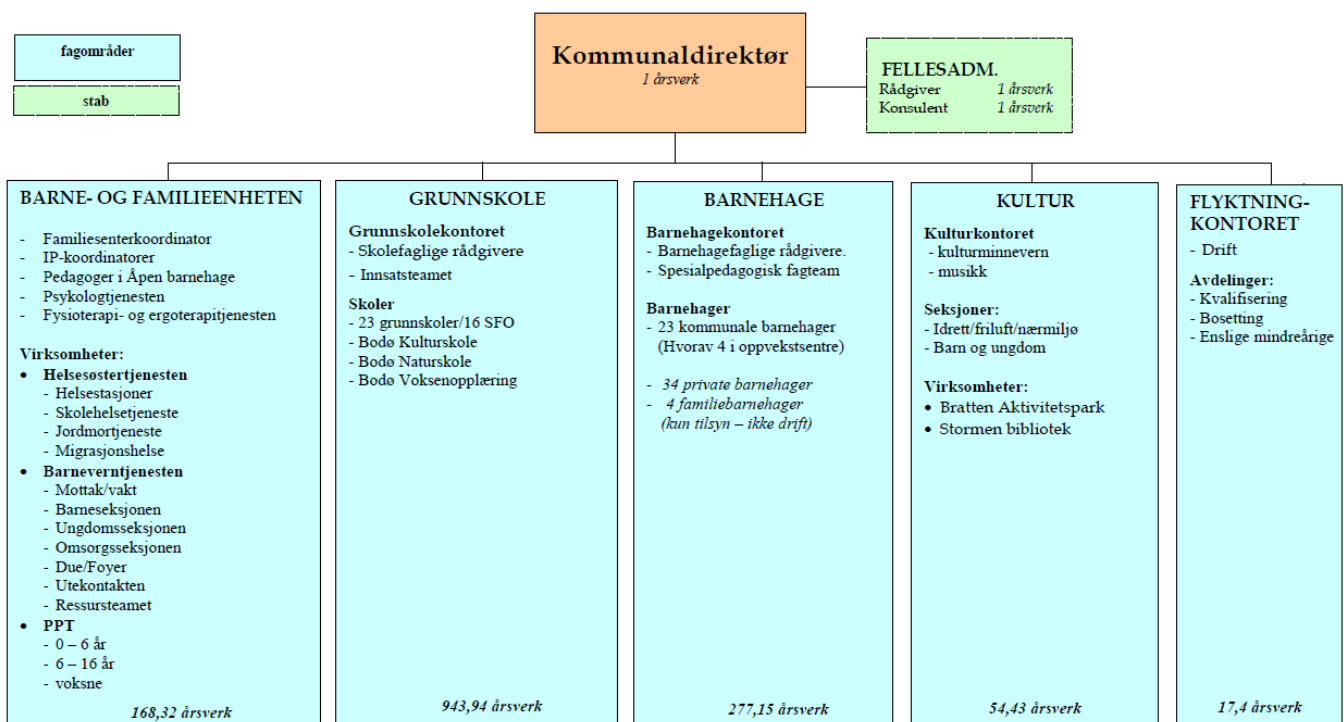 fagområder
stab
Kommunaldirektør
1 årsverk
FELLESADM.
Rådgiver 1 årsverk
Konsulent 1 årsverk
BARNE- OG FAMILIEENHETEN
- Familiesenterkoordinator
- IP-koordinatorer
- Pedagoger i Åpen barnehage
- Psykologtjenesten
- Fysioterapi- og ergoterapitjenesten
Virksomheter:
• Helsesøstertjenesten
- Helsestasjoner
- Skolehelsetjeneste
- Jordmortjeneste
- Migrasjonshelse
• Barneverntjenesten
- Mottak/vakt
- Barneseksjonen
- Ungdomsseksjonen
- Omsorgsseksjonen
- Due/Foyer
- Utekontakten
- Ressursteamet
• PPT
- 0 – 6 år
- 6 – 16 år
- voksne
168,32 årsverk
GRUNNSKOLE
Grunnskolekontoret
- Skolefaglige rådgivere
- Innsatsteamet
Skoler
- 23 grunnskoler/16 SFO
- Bodø Kulturskole
- Bodø Naturskole
- Bodø Voksenopplæring
943,94 årsverk
BARNEHAGE
Barnehagekontoret
- Barnehagefaglige rådgivere.
- Spesialpedagogisk fagteam
Barnehager
- 23 kommunale barnehager
(Hvorav 4 i oppvekstsentre)
- 34 private barnehager
- 4 familiebarnehager
(kun tilsyn – ikke drift)
277,15 årsverk
KULTUR
Kulturkontoret
- kulturminnevern
- musikk
Seksjoner:
- Idrett/friluft/nærmiljø
- Barn og ungdom
Virksomheter:
• Bratten Aktivitetspark
• Stormen bibliotek
54,43 årsverk
FLYKTNING-
KONTORET
- Drift
Avdelinger:
- Kvalifisering
- Bosetting
- Enslige mindreårige
17,4 årsverk